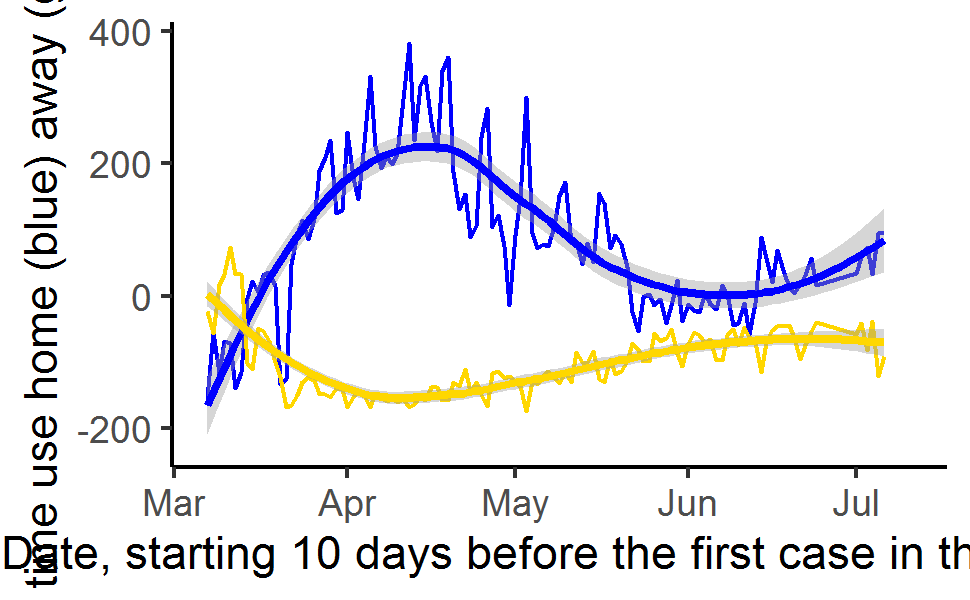 time use home (blue) away (
400
200
0
-200
Mar Apr May Jun Jul
Date, starting 10 days before the first case in th